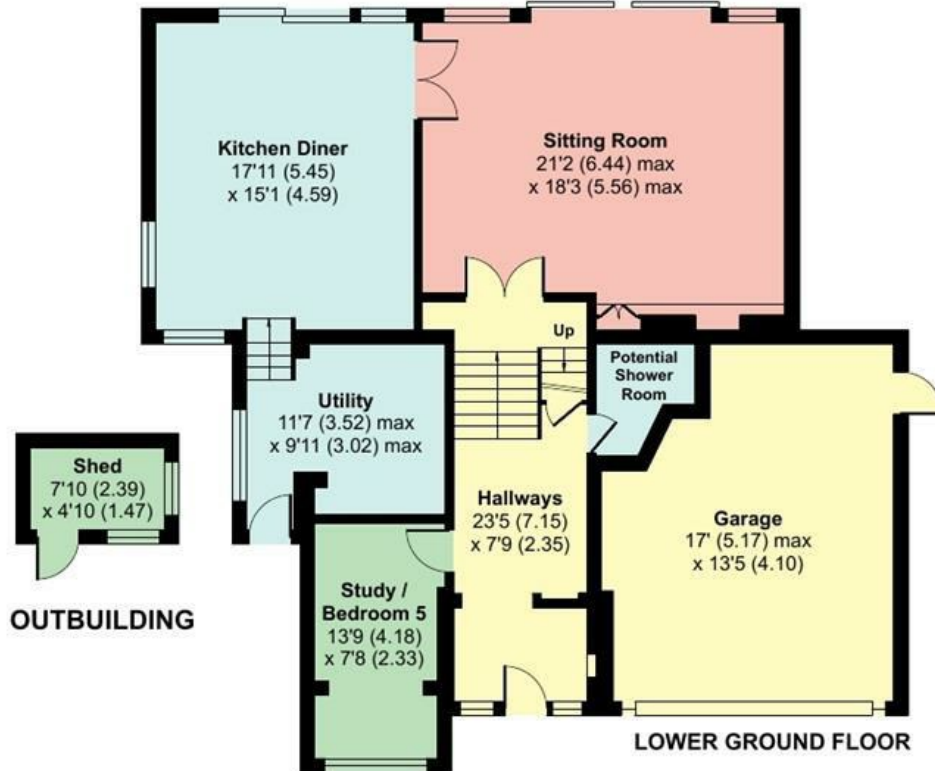 Kitchen Diner
17'11 (5.45)
x 15'1 (4.59)
Sitting Room
21'2 (6.44) max
x 18'3 (5.56) max
Up
Potential
Shower
Room
Utility
11'7 (3.52) max
x 9'11 (3.02) max
Shed
7'10 (2.39)
x 4'10 (1.47)
Hallways
23'5 (7.15)
x 7'9 (2.35)
Garage
17' (5.17) max
x 13'5 (4.10)
Study /
Bedroom 5
13'9 (4.18)
x 7'8 (2.33)
OUTBUILDING
LOWER GROUND FLOOR